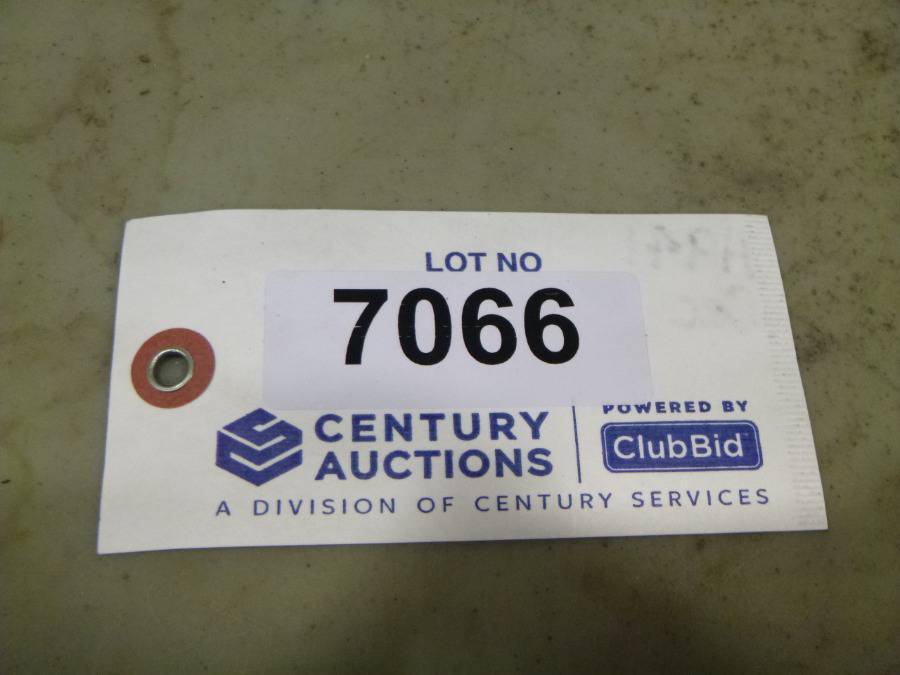 LOT NO
7066
CENTURY
AUCTIONS
POWERED BY
ClubBid
A DIVISION OF CENTURY SERVICES